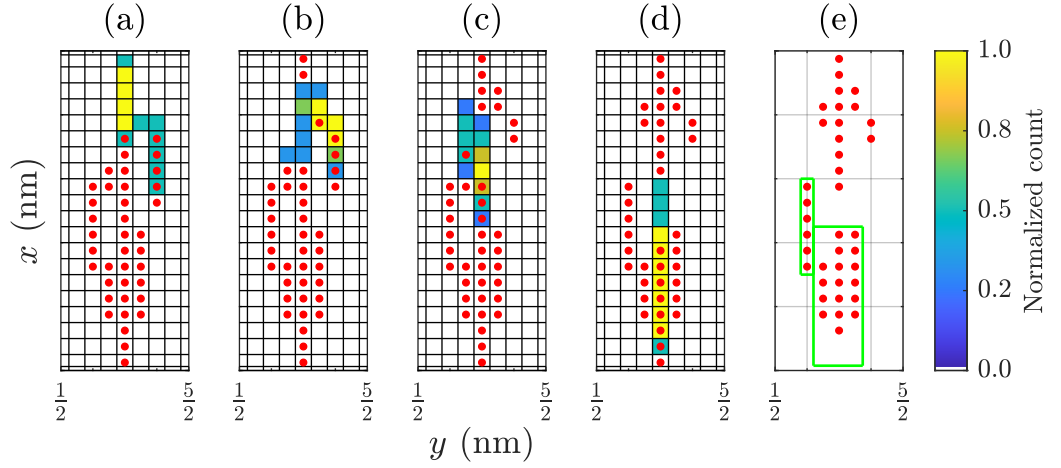 (a) (b) (c) (d) (e)
x (nm)
1/2 5/2 1/2 5/2 1/2 5/2 1/2 5/2 1/2 5/2
y (nm)
1.0
0.8
0.5
0.2
0.0
Normalized count